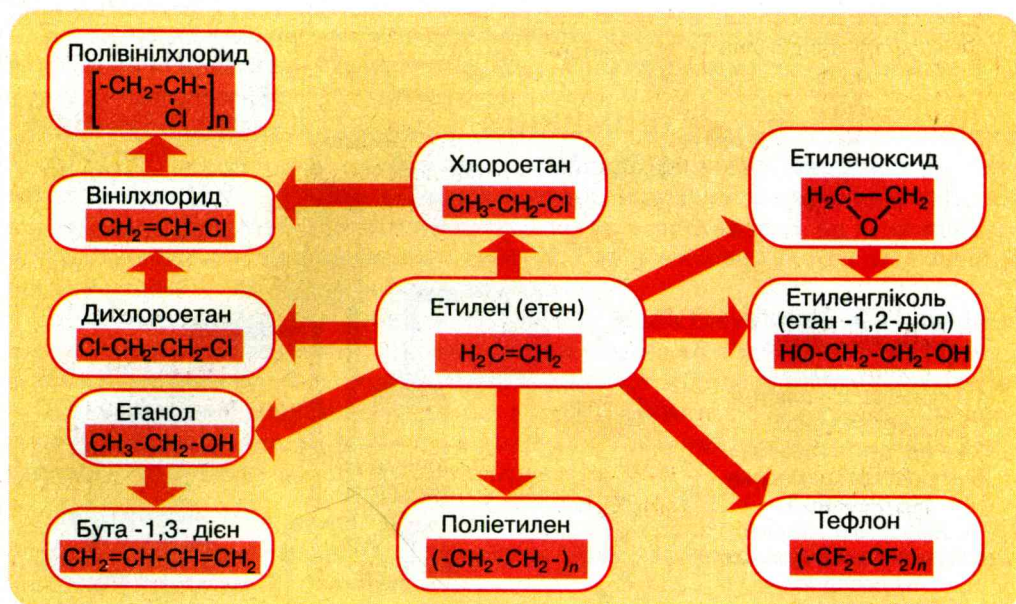 Полівінілхлорид
[-CH₂-CH-]n
Cl
Хлороетан
CH₃-CH₂-Cl
Етиленоксид
H₂C—CH₂
O
Вінілхлорид
CH₂=CH-Cl
Дихлороетан
Cl-CH₂-CH₂-Cl
Етилен (етен)
H₂C=CH₂
Етиленгліколь
(етан -1,2-діол)
HO-CH₂-CH₂-OH
Етанол
CH₃-CH₂-OH
Бута -1,3- дієн
CH₂=CH-CH=CH₂
Поліетилен
(-CH₂-CH₂-)n
Тефлон
(-CF₂-CF₂)n